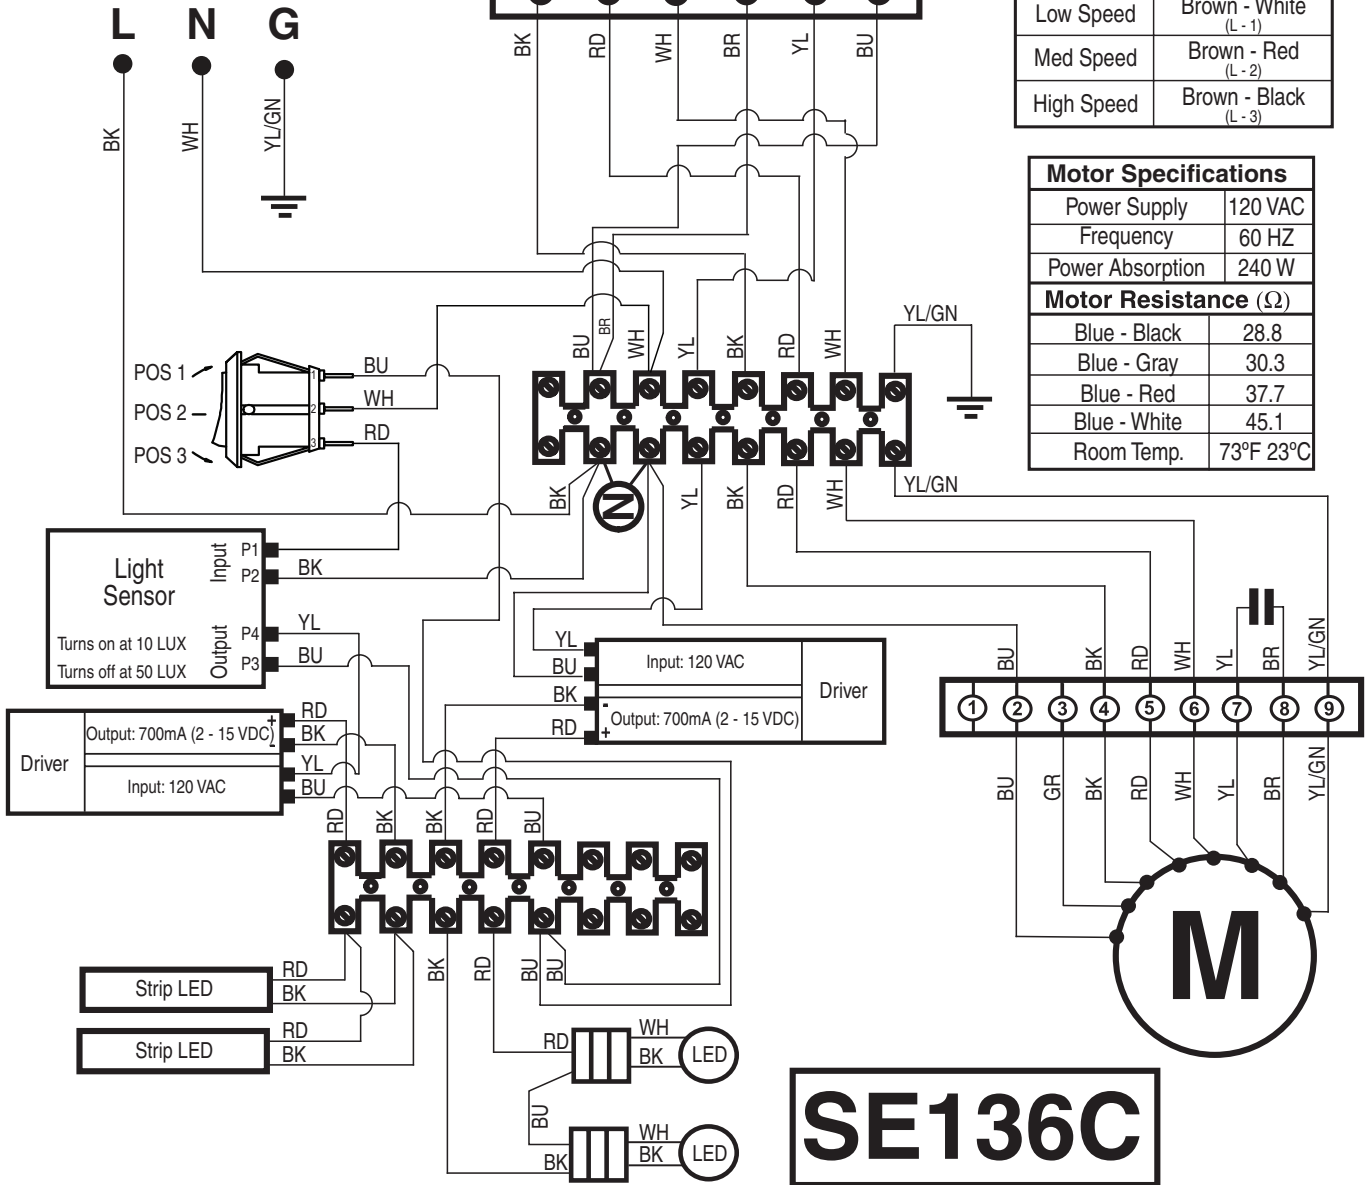 L N G
BK RD WH BR YL BU
Low Speed Brown - White
(L - 1)
Med Speed Brown - Red
(L - 2)
High Speed Brown - Black
(L - 3)
BK WH YL/GN
Motor Specifications
Power Supply 120 VAC
Frequency 60 HZ
Power Absorption 240 W
Motor Resistance (Ω)
Blue - Black 28.8
Blue - Gray 30.3
Blue - Red 37.7
Blue - White 45.1
Room Temp. 73ºF 23ºC
BU BR WH YL BK RD WH YL/GN
POS 1
POS 2
POS 3
1 BU
2 WH
3 RD
BK N YL BK RD WH YL/GN
Light
Sensor
Turns on at 10 LUX
Turns off at 50 LUX
Input
P1
P2 BK
Output
P4 YL
P3 BU
YL
BU
BK
RD
Input: 120 VAC
-
Output: 700mA (2 - 15 VDC)
+
Driver
Driver
Output: 700mA (2 - 15 VDC)
+
-
Input: 120 VAC
RD
BK
YL
BU
BU BK RD WH YL BR YL/GN
1 2 3 4 5 6 7 8 9
BU GR BK RD WH YL BR YL/GN
M
RD BK BK RD BU
BK RD BU BU
Strip LED
RD
BK
Strip LED
RD
BK
RD
WH
BK
LED
BU
BK
WH
BK
LED
SE136C